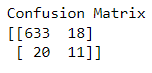 Confusion Matrix
[[633  18]
 [ 20  11]]